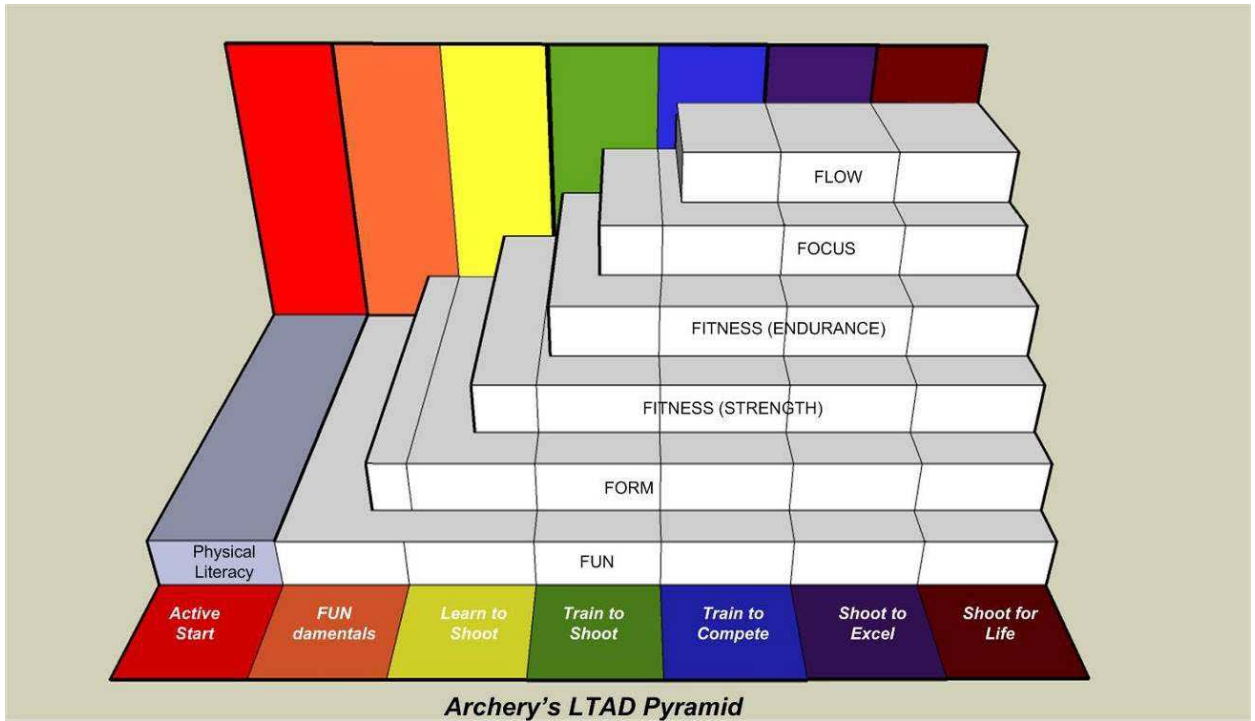 FLOW
FOCUS
FITNESS (ENDURANCE)
FITNESS (STRENGTH)
FORM
Physical
Literacy
FUN
Active
Start
FUN
damentals
Learn to
Shoot
Train to
Shoot
Train to
Compete
Shoot to
Excel
Shoot for
Life
Archery's LTAD Pyramid